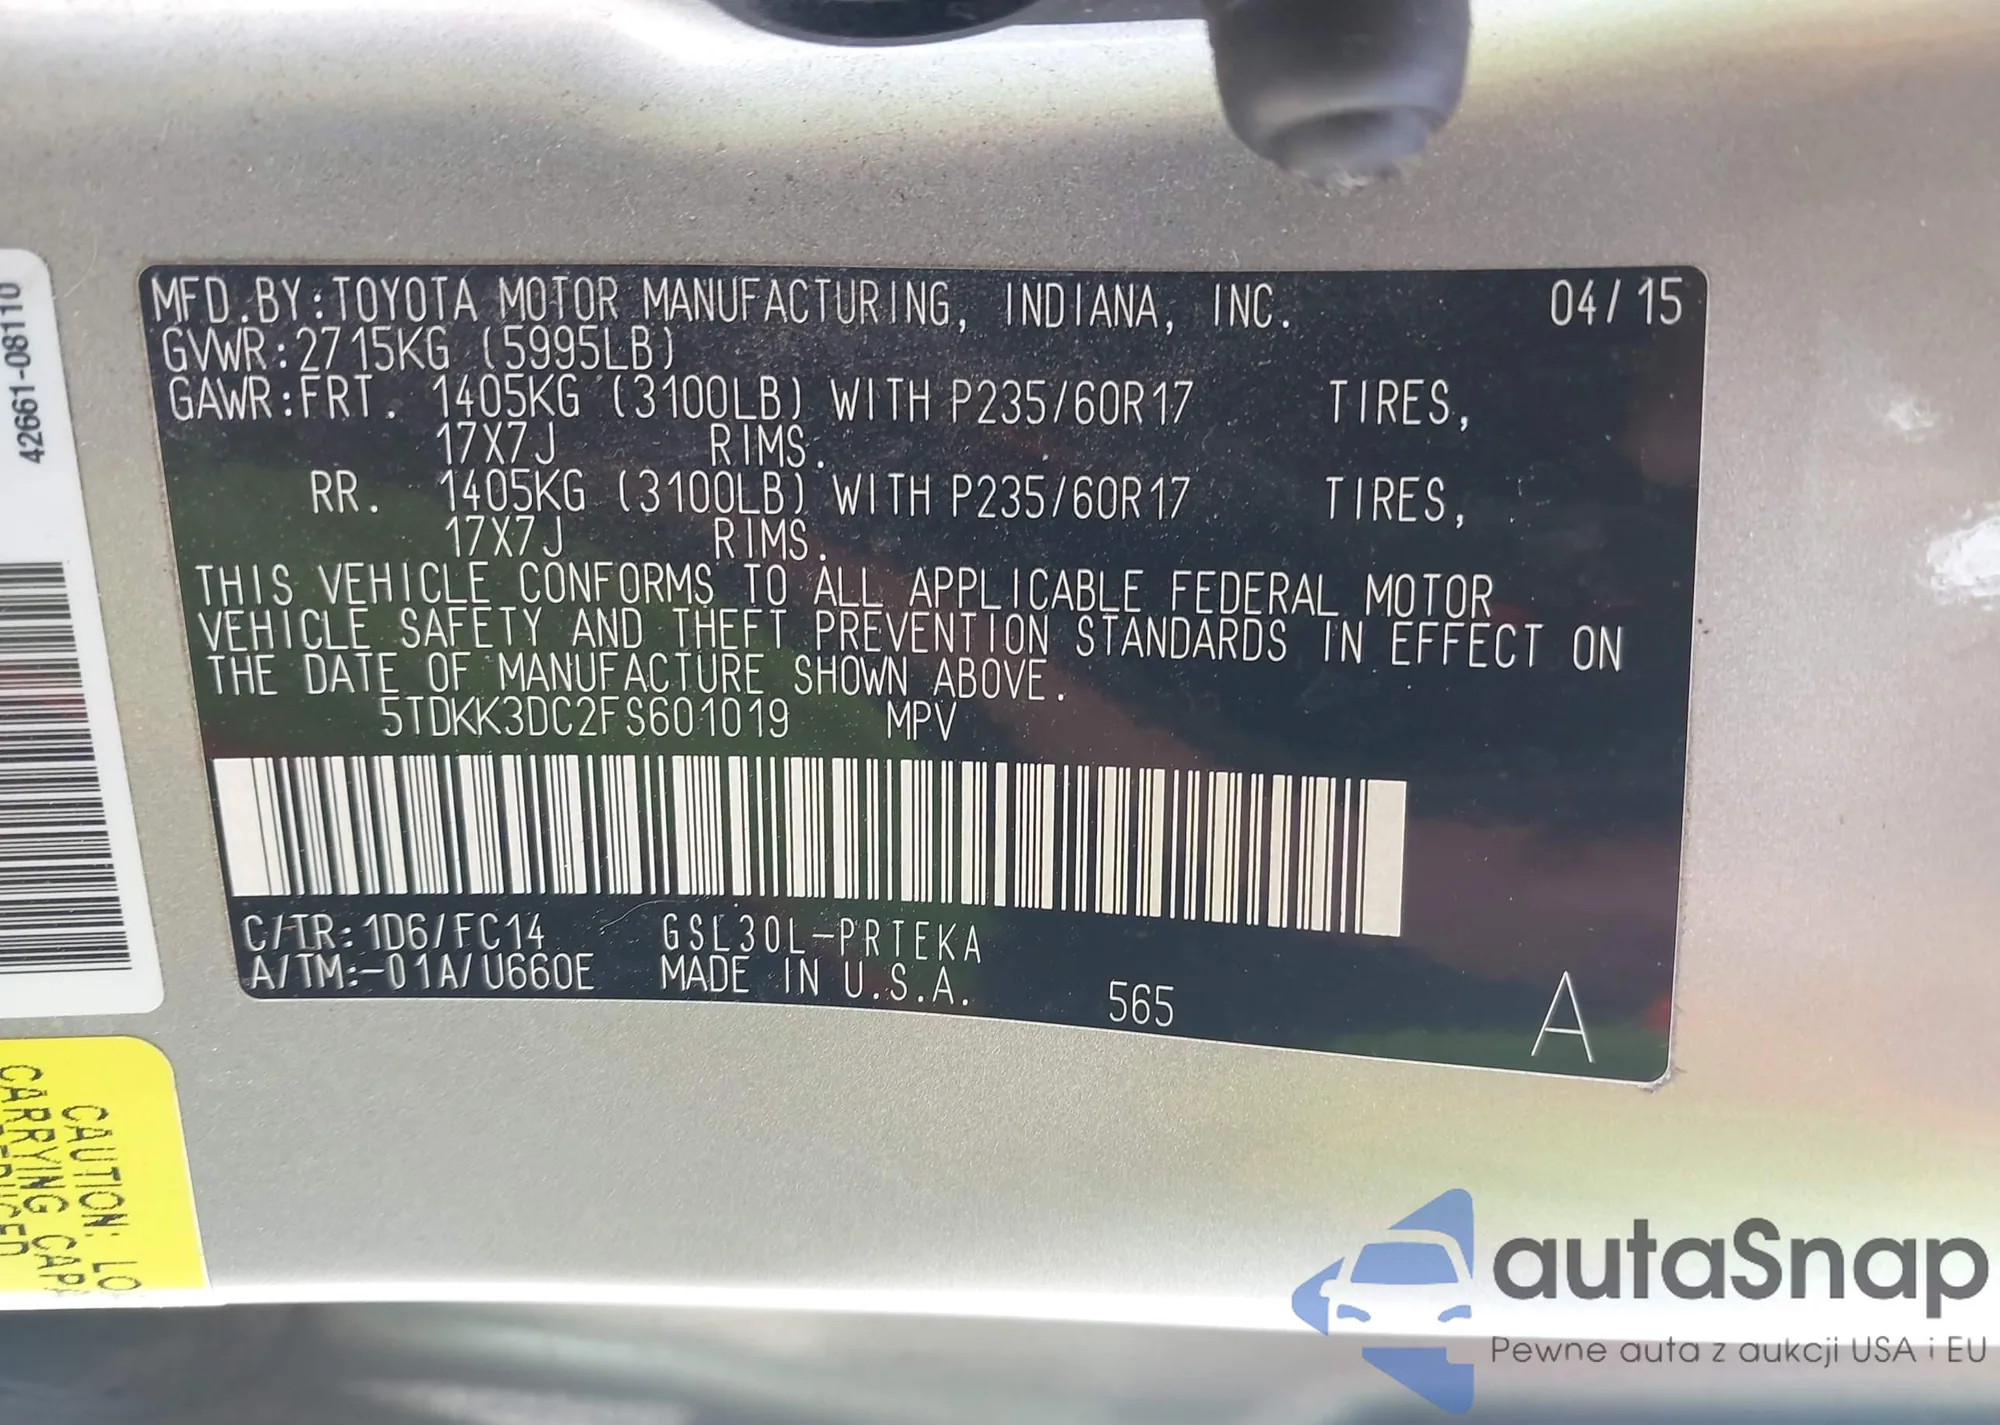 MFD.BY:TOYOTA MOTOR MANUFACTURING, INDIANA, INC. 04/15
GVWR:2715KG (5995LB)
GAWR:FRT. 1405KG (3100LB) WITH P235/60R17 TIRES,
17X7J RIMS.
RR. 1405KG (3100LB) WITH P235/60R17 TIRES,
17X7J RIMS.
THIS VEHICLE CONFORMS TO ALL APPLICABLE FEDERAL MOTOR
VEHICLE SAFETY AND THEFT PREVENTION STANDARDS IN EFFECT ON
THE DATE OF MANUFACTURE SHOWN ABOVE.
5TDKK3DC2FS601019 MPV
C/TR:1D6/FC14 GSL30L-PRTEKA
A/TM:-01A/U660E MADE IN U.S.A.
565
A
42661-08110
CAUTION: LO
CARRYING CAP
autaSnap
Pewne auta z aukcji USA i EU